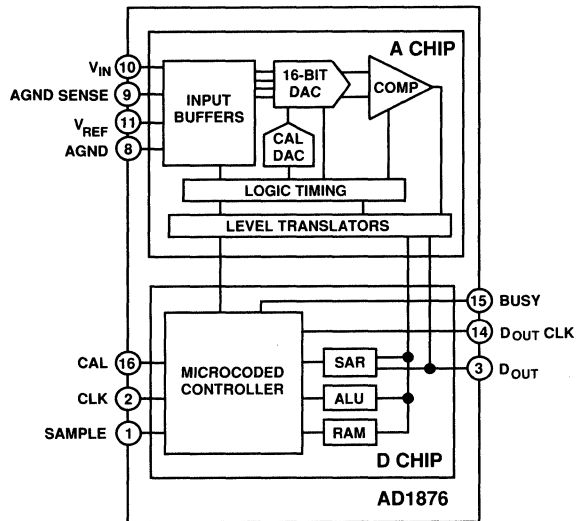 A CHIP
V_IN 10
AGND SENSE 9
V_REF 11
AGND 8
INPUT
BUFFERS
16-BIT
DAC
COMP
CAL
DAC
LOGIC TIMING
LEVEL TRANSLATORS
15 BUSY
14 D_OUT CLK
3 D_OUT
CAL 16
CLK 2
SAMPLE 1
MICROCODED
CONTROLLER
SAR
ALU
RAM
D CHIP
AD1876